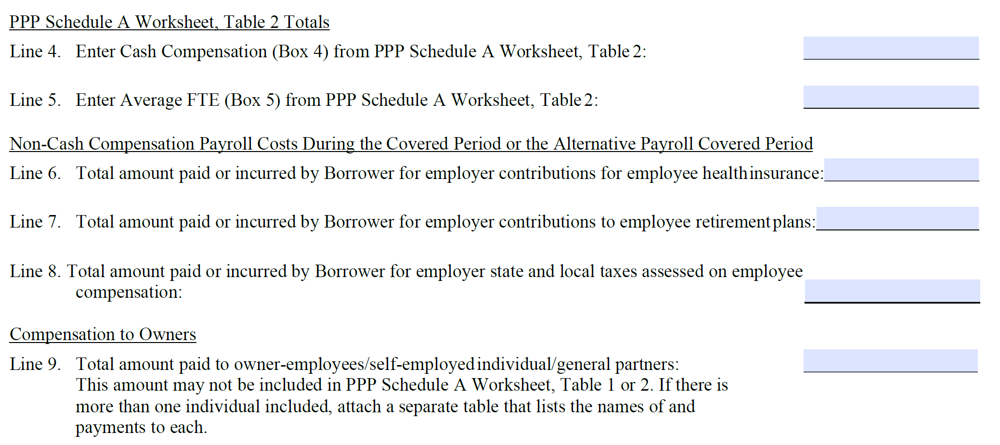 PPP Schedule A Worksheet, Table 2 Totals
Line 4. Enter Cash Compensation (Box 4) from PPP Schedule A Worksheet, Table 2:
Line 5. Enter Average FTE (Box 5) from PPP Schedule A Worksheet, Table 2:
Non-Cash Compensation Payroll Costs During the Covered Period or the Alternative Payroll Covered Period
Line 6. Total amount paid or incurred by Borrower for employer contributions for employee health insurance:
Line 7. Total amount paid or incurred by Borrower for employer contributions to employee retirement plans:
Line 8. Total amount paid or incurred by Borrower for employer state and local taxes assessed on employee
compensation:
Compensation to Owners
Line 9. Total amount paid to owner-employees/self-employed individual/general partners:
This amount may not be included in PPP Schedule A Worksheet, Table 1 or 2. If there is
more than one individual included, attach a separate table that lists the names of and
payments to each.